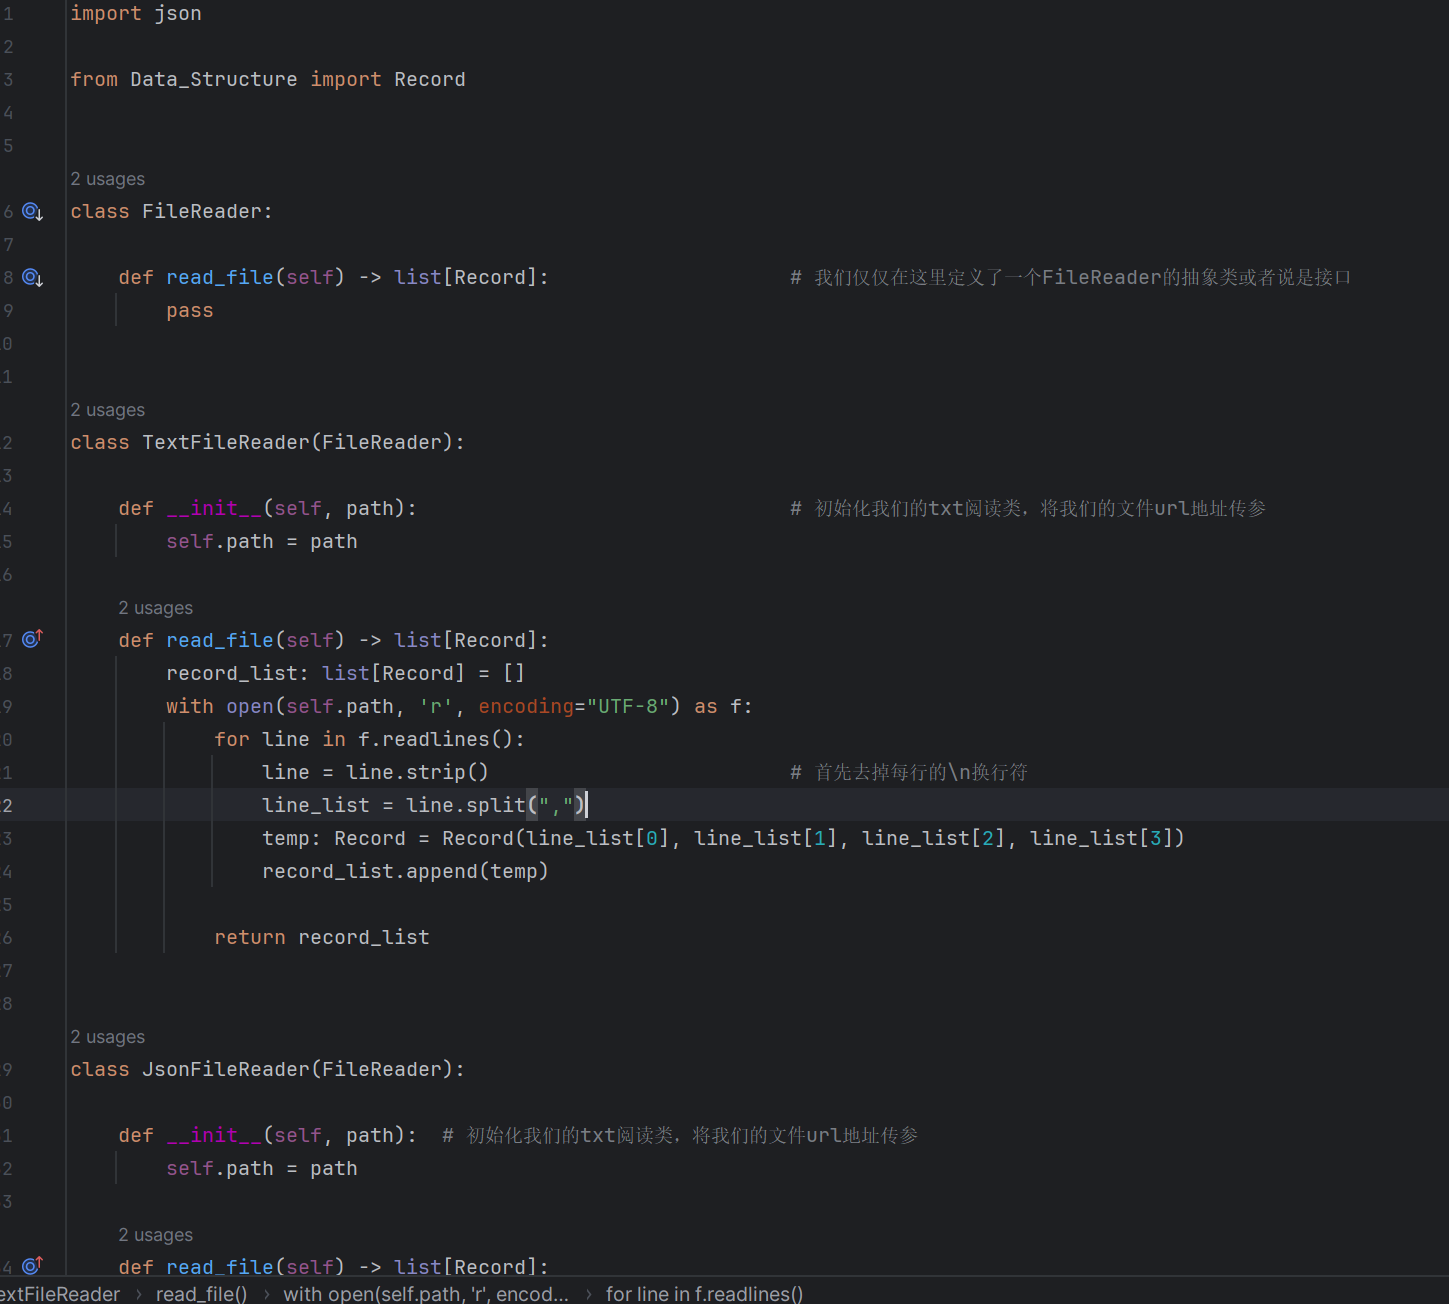 1 import json
2
3 from Data_Structure import Record
4
5
2 usages
6 class FileReader:
7
8 def read_file(self) -> list[Record]: # 我们仅仅在这里定义了一个FileReader的抽象类或者说是接口
9 pass
0
1
2 usages
2 class TextFileReader(FileReader):
3
4 def __init__(self, path): # 初始化我们的txt阅读类，将我们的文件url地址传参
5 self.path = path
6
2 usages
7 def read_file(self) -> list[Record]:
8 record_list: list[Record] = []
9 with open(self.path, 'r', encoding="UTF-8") as f:
0 for line in f.readlines():
1 line = line.strip() # 首先去掉每行的\n换行符
2 line_list = line.split(",")
3 temp: Record = Record(line_list[0], line_list[1], line_list[2], line_list[3])
4 record_list.append(temp)
5
6 return record_list
7
8
2 usages
9 class JsonFileReader(FileReader):
0
1 def __init__(self, path): # 初始化我们的txt阅读类，将我们的文件url地址传参
2 self.path = path
3
2 usages
4 def read_file(self) -> list[Record]:
extFileReader › read_file() › with open(self.path, 'r', encod... › for line in f.readlines()